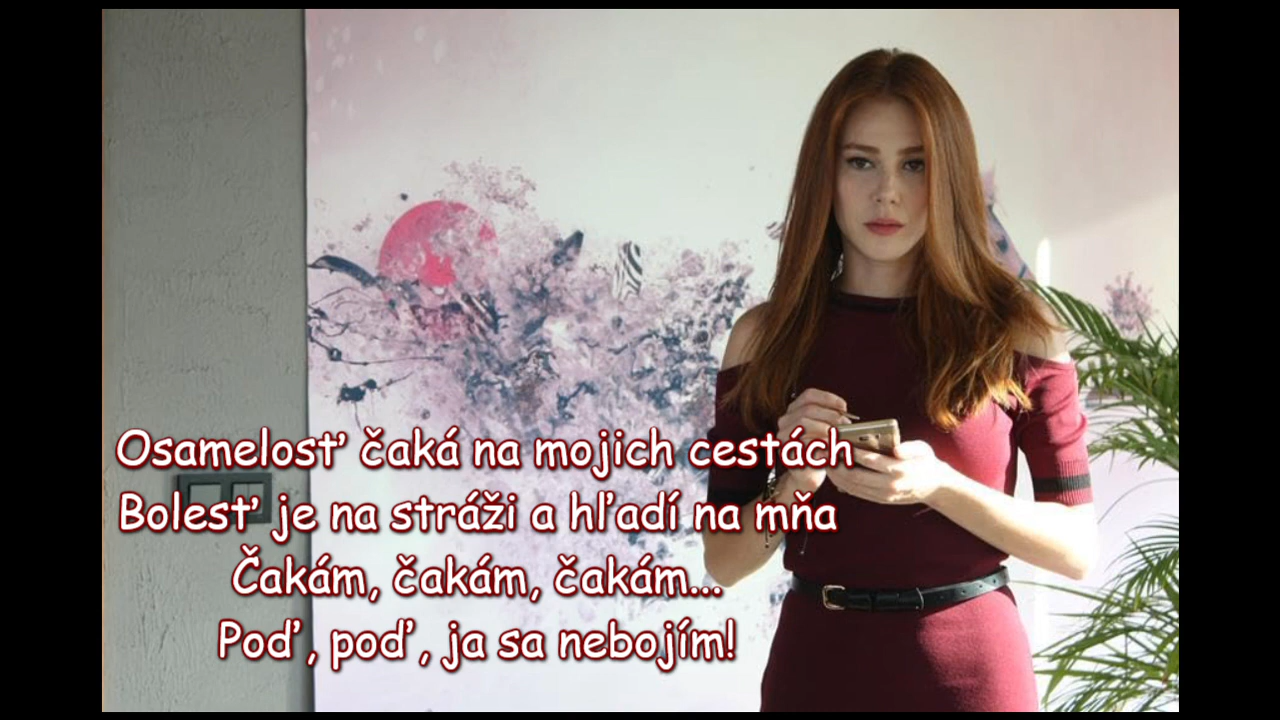 Osamelosť čaká na mojich cestách
Bolesť je na stráži a hľadí na mňa
Čakám, čakám, čakám...
Poď, poď, ja sa nebojím!